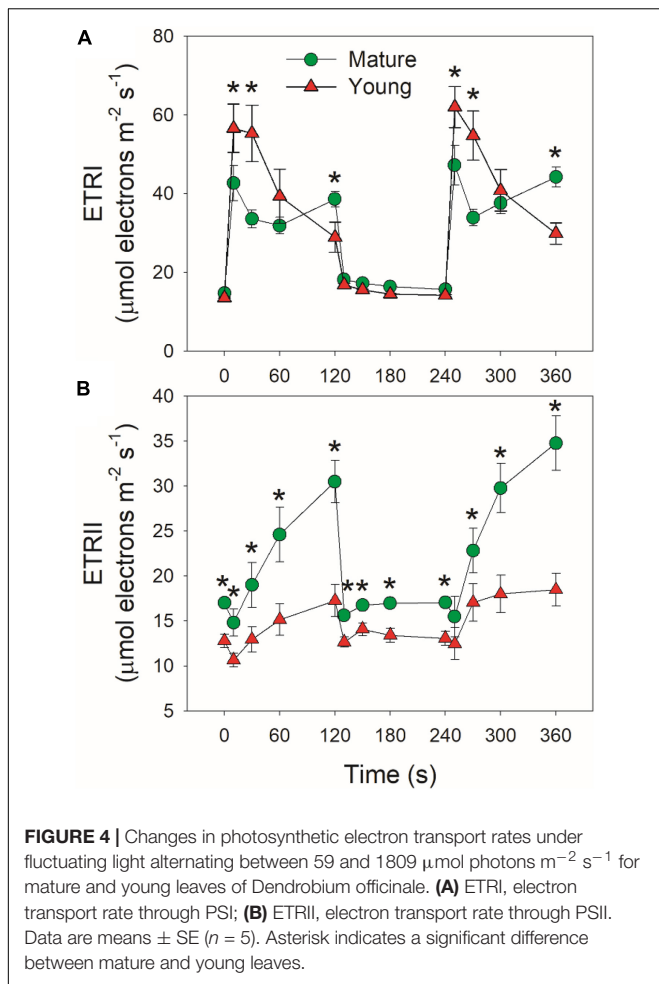 A
Mature
Young
ETRI
(μmol electrons m⁻² s⁻¹)
80
60
40
20
0
* * * * * *
0 60 120 180 240 300 360
B
ETRII
(μmol electrons m⁻² s⁻¹)
40
35
30
25
20
15
10
5
* * * * * * * * * * * *
0 60 120 180 240 300 360
Time (s)
FIGURE 4 | Changes in photosynthetic electron transport rates under
fluctuating light alternating between 59 and 1809 μmol photons m⁻² s⁻¹ for
mature and young leaves of Dendrobium officinale. (A) ETRI, electron
transport rate through PSI; (B) ETRII, electron transport rate through PSII.
Data are means ± SE (n = 5). Asterisk indicates a significant difference
between mature and young leaves.